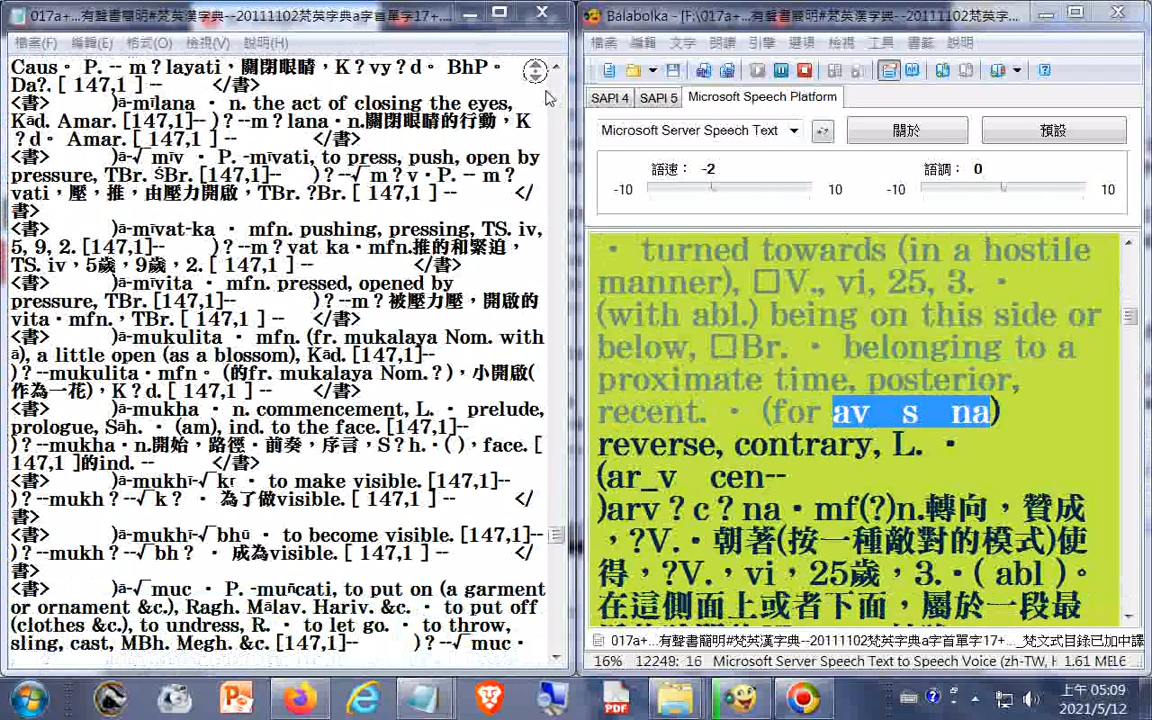 有聲書簡明#梵英漢字典--20111102梵英字典a字首單字17+...
檔案(F) 編輯(E) 格式(O) 檢視(V) 說明(H)
Caus。 P. -- m？layati，關閉眼睛，K？vy？d。 BhP。
Da?. [ 147,1 ] </書>
<書> )ā-mīlana · n. the act of closing the eyes,
Kād. Amar. [147,1]-- )？--m？lana·n.關閉眼睛的行動，K
？d。 Amar. [ 147,1 ] </書>
<書> )ā-√mīv · P. -mīvati, to press, push, open by
pressure, TBr. ŚBr. [147,1]-- )？--√m？v·P. -- m？
vati，壓，推，由壓力開啟，TBr. ?Br. [ 147,1 ] </
書>
<書> )ā-mīvat-ka · mfn. pushing, pressing, TS. iv,
5, 9, 2. [147,1]-- )？--m？vat ka·mfn.推的和緊迫，
TS. iv，5歲，9歲，2. [ 147,1 ] -- </書>
<書> )ā-mīvita · mfn. pressed, opened by
pressure, TBr. [147,1]-- )？--m？被壓力壓，開啟的
vita·mfn.，TBr. [ 147,1 ] -- </書>
<書> )ā-mukulita · mfn. (fr. mukalaya Nom. with
ā), a little open (as a blossom), Kād. [147,1]--
)？--mukulita·mfn。 (的fr. mukalaya Nom.？)，小開啟(
作為一花)，K？d. [ 147,1 ] </書>
<書> )ā-mukha · n. commencement, L. · prelude,
prologue, Sāh. · (am), ind. to the face. [147,1]--
)？--mukha·n.開始，路徑·前奏，序言，S？h.·( )，face. [
147,1 ]的ind. -- </書>
<書> )ā-mukhī-√kṛ · to make visible. [147,1]--
)？--mukh？--√k？ · 為了做visible. [ 147,1 ] -- </
書>
<書> )ā-mukhī-√bhū · to become visible. [147,1]--
)？--mukh？--√bh？ · 成為visible. [ 147,1 ] </
書>
<書> )ā-√muc · P. -muñcati, to put on (a garment
or ornament &c.), Ragh. Mālav. Hariv. &c. · to put off
(clothes &c.), to undress, R. · to let go. · to throw,
sling, cast, MBh. Megh. &c. [147,1]-- )？--√muc·
Balabolka - [F:\017a+...有聲書簡明#梵英漢字典--20111102梵英字...
檔案 編輯 文字 朗讀 引擎 選項 檢視 工具 書籤 說明
SAPI 4 SAPI 5 Microsoft Speech Platform
Microsoft Server Speech Text 關於 預設
語速： -2 語調： 0
-10 10 -10 10
· turned towards (in a hostile
manner), □V., vi, 25, 3. ·
(with abl.) being on this side or
below, □Br. · belonging to a
proximate time, posterior,
recent. · (for av s na)
reverse, contrary, L. ·
(ar_v cen--
)arv？c？na·mf(?)n.轉向，贊成
，?V.·朝著(按一種敵對的模式)使
得，?V.，vi，25歲，3.·( abl )。
在這側面上或者下面，屬於一段最
017a+...有聲書簡明#梵英漢字典--20111102梵英字典a字首單字17+..._梵文式目錄已加中譯
16% 12249: 16 Microsoft Server Speech Text to Speech Voice (zh-TW, H 1.61
PDF
上午 05:09
2021/5/12